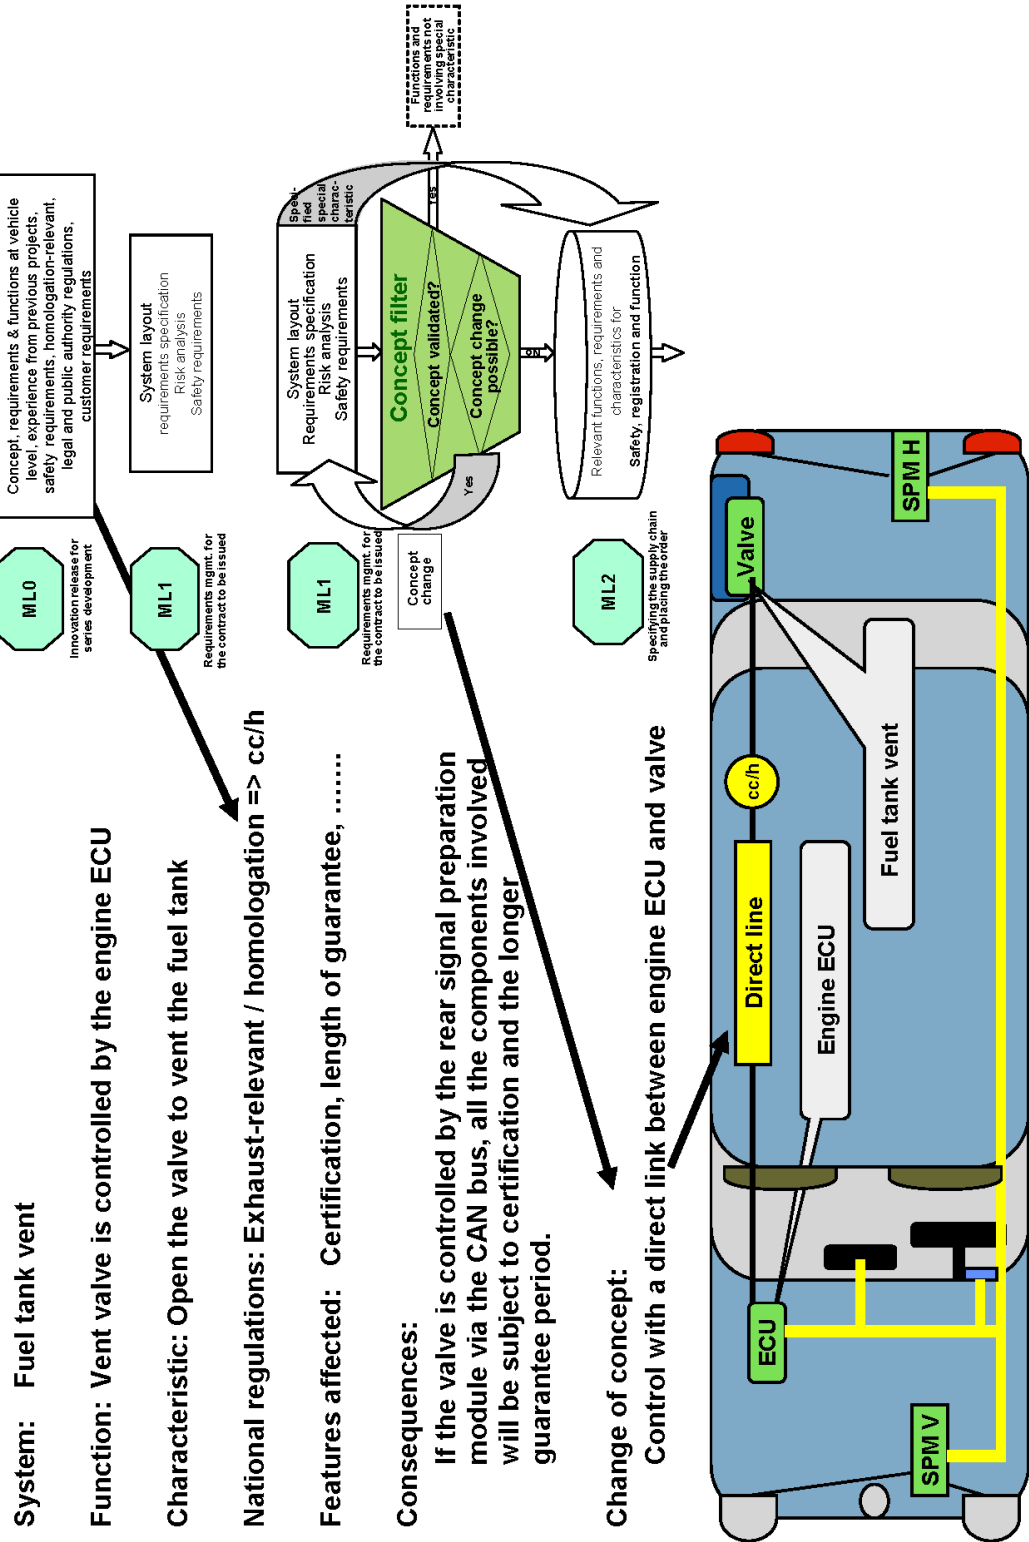 System: Fuel tank vent
Function: Vent valve is controlled by the engine ECU
Characteristic: Open the valve to vent the fuel tank
National regulations: Exhaust-relevant / homologation => cc/h
Features affected: Certification, length of guarantee, ......
Consequences:
If the valve is controlled by the rear signal preparation
module via the CAN bus, all the components involved
will be subject to certification and the longer
guarantee period.
Change of concept:
Control with a direct link between engine ECU and valve
ML0
Innovation release for
series development
Concept, requirements & functions at vehicle
level, experience from previous projects,
safety requirements, homologation-relevant,
legal and public authority regulations,
customer requirements
ML1
Requirements mgmt. for
the contract to be issued
System layout
requirements specification
Risk analysis
Safety requirements
ML1
Requirements mgmt. for
the contract to be issued
System layout
Requirements specification
Risk analysis
Safety requirements
Speci-
fied
special
charac-
teristic
Concept filter
Concept validated?
Yes
Functions and
requirements not
involving special
characteristic
Concept change
possible?
Yes
Concept
change
NO
ML2
Specifying the supply chain
and placing the order
Relevant functions, requirements and
characteristics for
Safety, registration and function
SPM V
ECU
Engine ECU
Direct line
cc/h
Fuel tank vent
Valve
SPM H